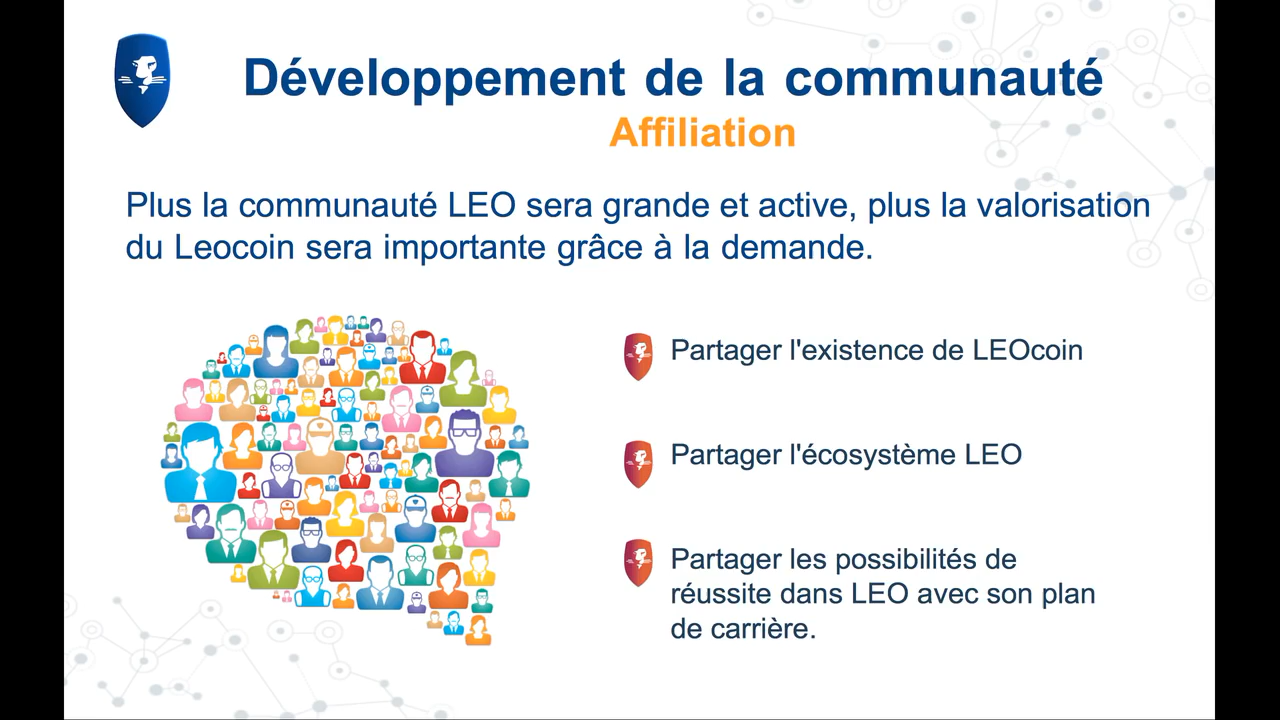 Développement de la communauté
Affiliation
Plus la communauté LEO sera grande et active, plus la valorisation
du Leocoin sera importante grâce à la demande.
Partager l'existence de LEOcoin
Partager l'écosystème LEO
Partager les possibilités de
réussite dans LEO avec son plan
de carrière.